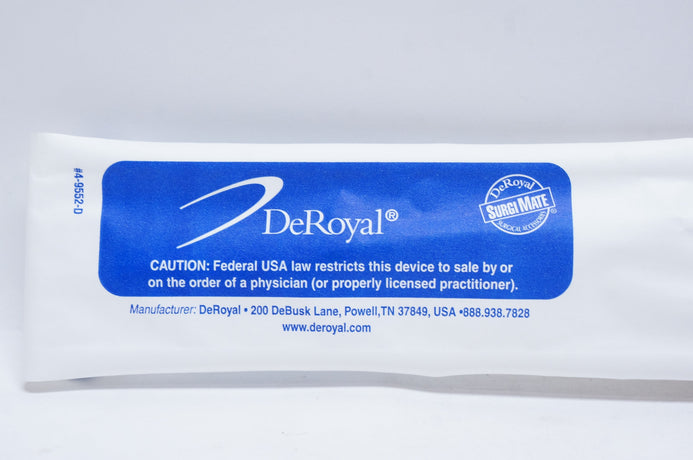 #4-9552-D
DeRoyal®
DeRoyal
SURGIMATE®
SURGICAL ACCESSORIES
CAUTION: Federal USA law restricts this device to sale by or
on the order of a physician (or properly licensed practitioner).
Manufacturer: DeRoyal • 200 DeBusk Lane, Powell,TN 37849, USA •888.938.7828
www.deroyal.com